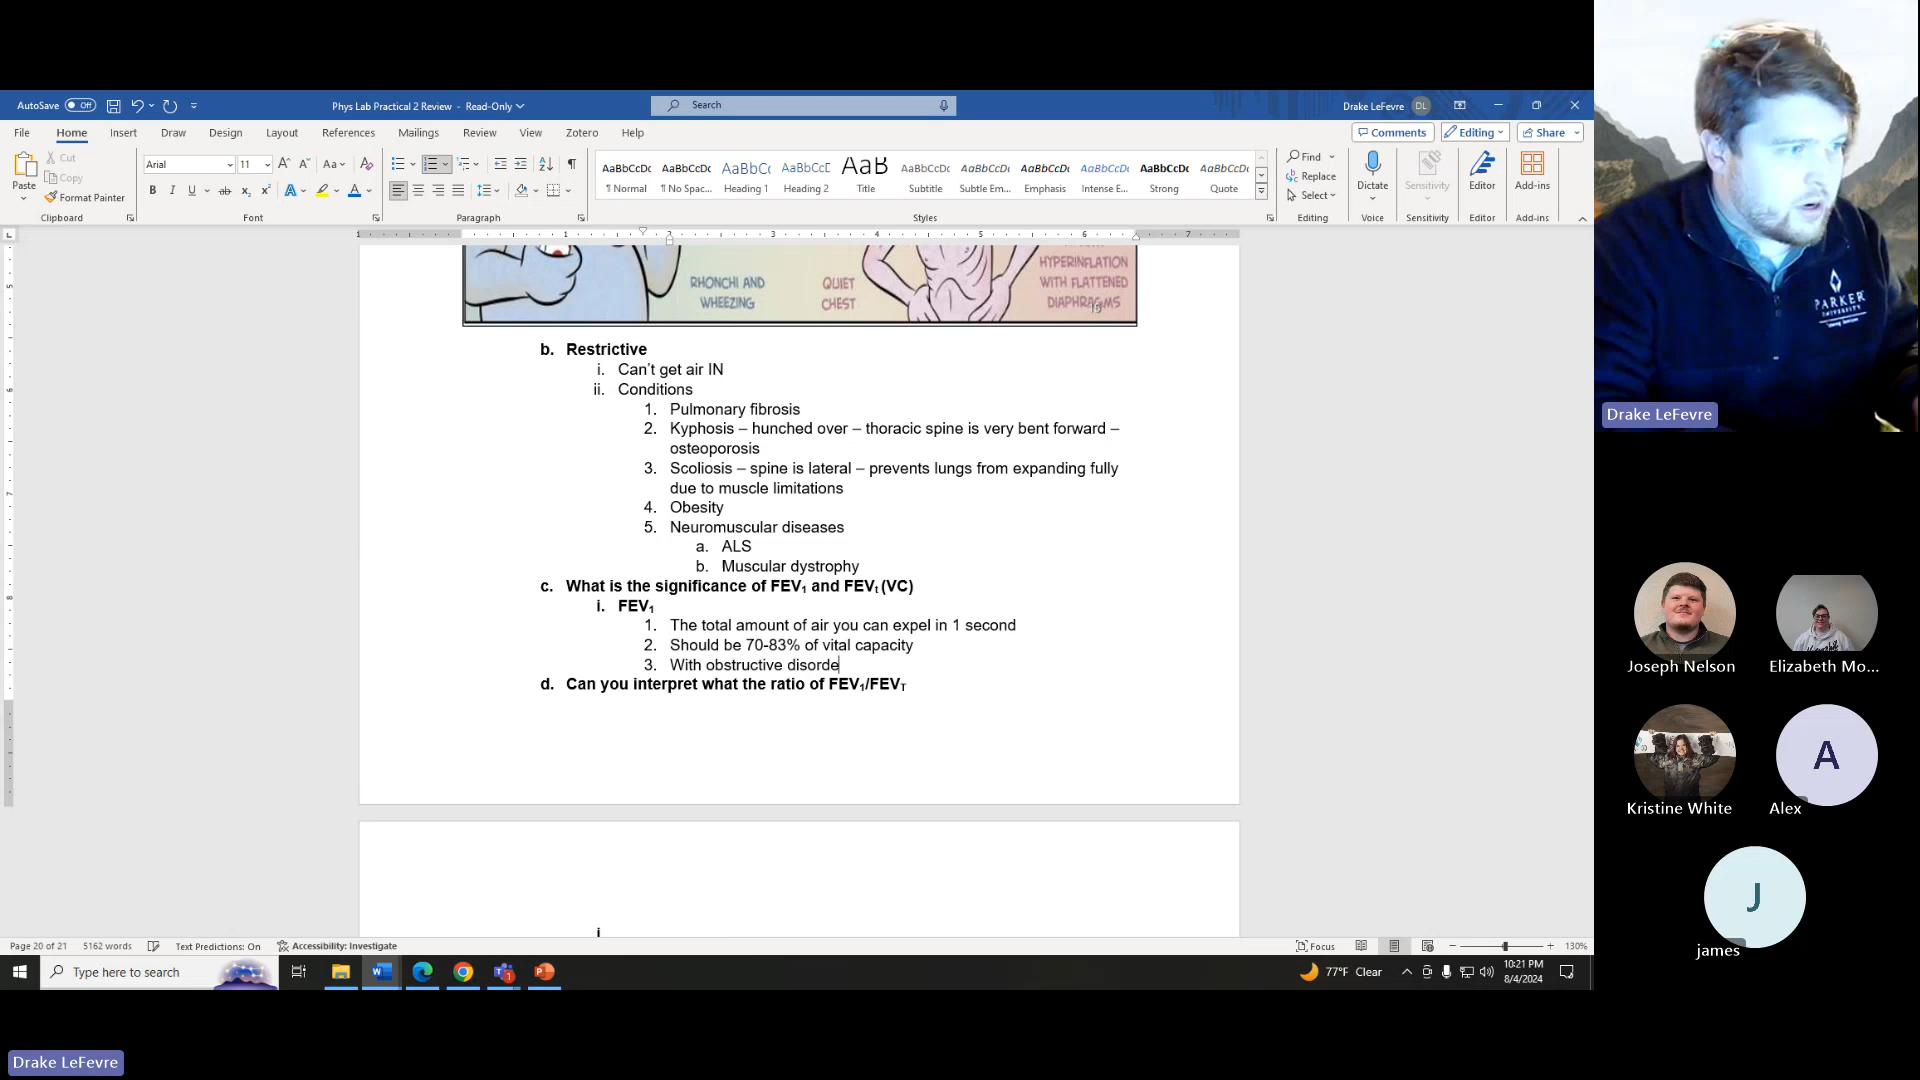 AutoSave Off
Phys Lab Practical 2 Review - Read-Only
Search
Drake LeFevre DL
File Home Insert Draw Design Layout References Mailings Review View Zotero Help
Comments Editing Share
Paste
Cut
Copy
Format Painter
Clipboard
Arial 11
Font
Paragraph
AaBbCcDc ¶ Normal
AaBbCcDc ¶ No Spac...
AaBbCc Heading 1
AaBbCcD Heading 2
AaB Title
AaBbCcD Subtitle
AaBbCcDc Subtle Em...
AaBbCcDc Emphasis
AaBbCcDc Intense E...
AaBbCcDc Strong
AaBbCcDc Quote
Styles
Find
Replace
Select
Editing
Dictate
Voice
Sensitivity
Sensitivity
Editor
Editor
Add-ins
Add-ins
1 1 2 3 4 5 6 7
RHONCHI AND
WHEEZING
QUIET
CHEST
HYPERINFLATION
WITH FLATTENED
DIAPHRAGMS
b. Restrictive
i. Can’t get air IN
ii. Conditions
1. Pulmonary fibrosis
2. Kyphosis – hunched over – thoracic spine is very bent forward –
osteoporosis
3. Scoliosis – spine is lateral – prevents lungs from expanding fully
due to muscle limitations
4. Obesity
5. Neuromuscular diseases
a. ALS
b. Muscular dystrophy
c. What is the significance of FEV₁ and FEVₜ (VC)
i. FEV₁
1. The total amount of air you can expel in 1 second
2. Should be 70-83% of vital capacity
3. With obstructive disorde
d. Can you interpret what the ratio of FEV₁/FEVT
i
Page 20 of 21 5162 words Text Predictions: On Accessibility: Investigate
Focus 130%
Type here to search
77°F Clear
10:21 PM
8/4/2024
PARKER
UNIVERSITY
Drake LeFevre
Joseph Nelson
Elizabeth Mo...
Kristine White
A
Alex
J
james
Drake LeFevre